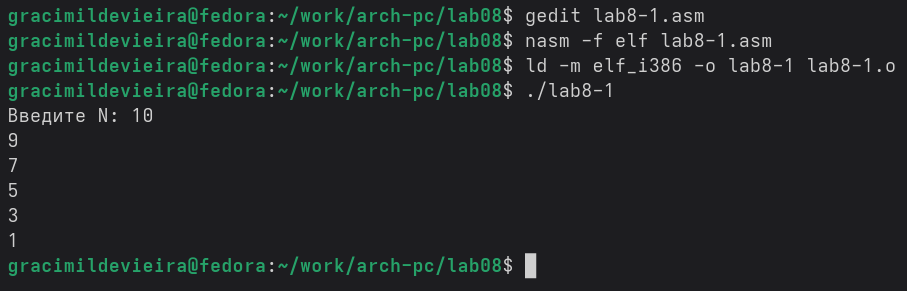 gracimildevieira@fedora:~/work/arch-pc/lab08$ gedit lab8-1.asm
gracimildevieira@fedora:~/work/arch-pc/lab08$ nasm -f elf lab8-1.asm
gracimildevieira@fedora:~/work/arch-pc/lab08$ ld -m elf_i386 -o lab8-1 lab8-1.o
gracimildevieira@fedora:~/work/arch-pc/lab08$ ./lab8-1
Введите N: 10
9
7
5
3
1
gracimildevieira@fedora:~/work/arch-pc/lab08$